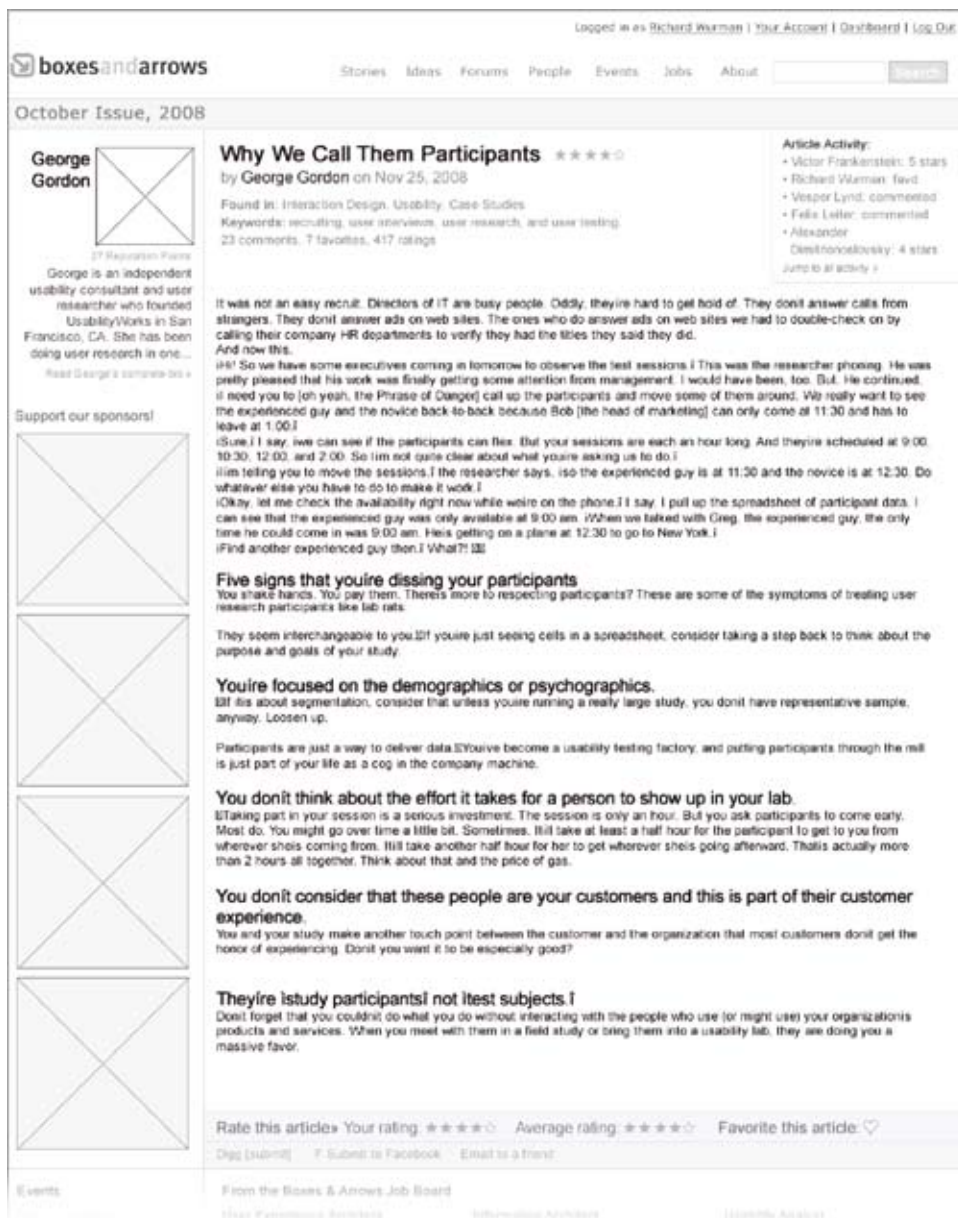 Logged in as Richard Wurman | Your Account | Dashboard | Log Out
boxesandarrows
Stories Ideas Forums People Events Jobs About Search
October Issue, 2008
George
Gordon
27 Reputation Points
George is an independent
usability consultant and user
researcher who founded
UsabilityWorks in San
Francisco, CA. She has been
doing user research in one...
Read George's complete bio »
Support our sponsors!
Why We Call Them Participants ★★★★☆
by George Gordon on Nov 25, 2008
Found in: Interaction Design, Usability, Case Studies
Keywords: recruiting, user interviews, user research, and user testing.
23 comments, 7 favorites, 417 ratings
Article Activity:
• Victor Frankenstein: 5 stars
• Richard Wurman: favd
• Vesper Lynd: commented
• Felix Leiter: commented
• Alexander
: 4 stars
Jump to all activity »
It was not an easy recruit. Directors of IT are busy people. Oddly, theyíre hard to get hold of. They donít answer calls from
strangers. They donít answer ads on web sites. The ones who do answer ads on web sites we had to double-check on by
calling their company HR departments to verify they had the titles they said they did.
And now this.
ìHi! So we have some executives coming in tomorrow to observe the test sessions.î This was the researcher phoning. He was
pretty pleased that his work was finally getting some attention from management. I would have been, too. But. He continued,
ìI need you to [oh yeah, the Phrase of Danger] call up the participants and move some of them around. We really want to see
the experienced guy and the novice back-to-back because Bob [the head of marketing] can only come at 11:30 and has to
leave at 1:00.î
ìSure,î I say, ìwe can see if the participants can flex. But your sessions are each an hour long. And theyíre scheduled at 9:00,
10:30, 12:00, and 2:00. So Iím not quite clear about what youíre asking us to do.î
ìIím telling you to move the sessions,î the researcher says, ìso the experienced guy is at 11:30 and the novice is at 12:30. Do
whatever else you have to do to make it work.î
ìOkay, let me check the availability right now while weíre on the phone,î I say. I pull up the spreadsheet of participant data. I
can see that the experienced guy was only available at 9:00 am. ìWhen we talked with Greg, the experienced guy, the only
time he could come in was 9:00 am. Heís getting on a plane at 12:30 to go to New York.î
ìFind another experienced guy then.î What?!
Five signs that youíre dissing your participants
You shake hands. You pay them. Thereís more to respecting participants? These are some of the symptoms of treating user
research participants like lab rats.
They seem interchangeable to you. If youíre just seeing cells in a spreadsheet, consider taking a step back to think about the
purpose and goals of your study.
Youíre focused on the demographics or psychographics.
If itís about segmentation, consider that unless youíre running a really large study, you donít have representative sample,
anyway. Loosen up.
Participants are just a way to deliver data. Youíve become a usability testing factory, and putting participants through the mill
is just part of your life as a cog in the company machine.
You donít think about the effort it takes for a person to show up in your lab.
Taking part in your session is a serious investment. The session is only an hour. But you ask participants to come early.
Most do. You might go over time a little bit. Sometimes. Itíll take at least a half hour for the participant to get to you from
wherever sheís coming from. Itíll take another half hour for her to get wherever sheís going afterward. Thatís actually more
than 2 hours all together. Think about that and the price of gas.
You donít consider that these people are your customers and this is part of their customer
experience.
You and your study make another touch point between the customer and the organization that most customers donít get the
honor of experiencing. Donít you want it to be especially good?
Theyíre ìstudy participantsî not ìtest subjects.î
Donít forget that you couldnít do what you do without interacting with the people who use (or might use) your organizationís
products and services. When you meet with them in a field study or bring them into a usability lab, they are doing you a
massive favor.
Rate this article» Your rating: ★★★★☆ Average rating: ★★★★☆ Favorite this article: ♡
Digg [submit] F Submit to Facebook Email to a friend
Events
From the Boxes & Arrows Job Board
User Experience Architect Information Architect Usability Analyst